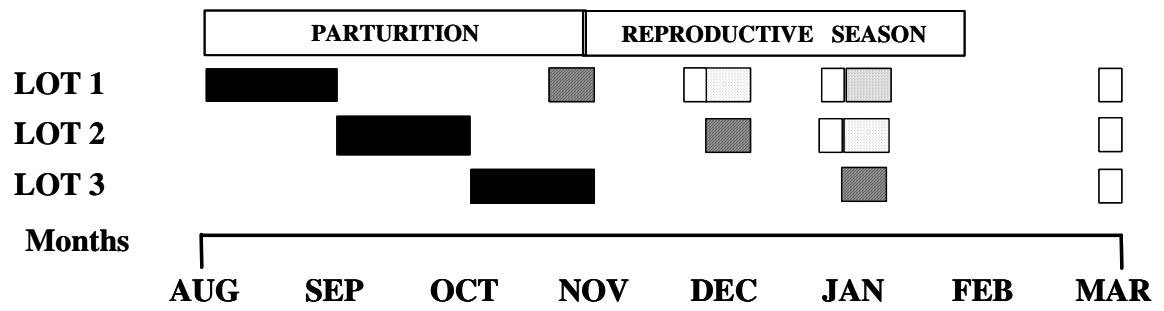 PARTURITION REPRODUCTIVE SEASON
LOT 1
LOT 2
LOT 3
Months
AUG SEP OCT NOV DEC JAN FEB MAR